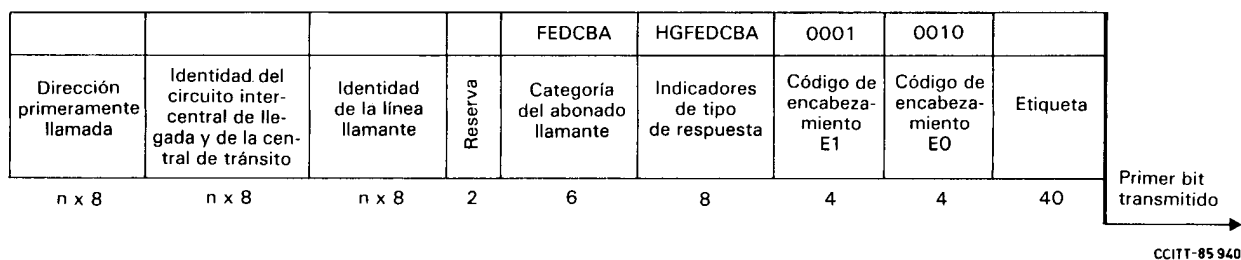 FEDCBA HGFEDCBA 0001 0010
Dirección
primeramente
llamada
Identidad del
circuito inter-
central de lle-
gada y de la cen-
tral de tránsito
Identidad
de la línea
llamante
Reserva
Categoría
del abonado
llamante
Indicadores
de tipo
de respuesta
Código de
encabeza-
miento
E1
Código de
encabeza-
miento
E0
Etiqueta
n x 8 n x 8 n x 8 2 6 8 4 4 40
Primer bit
transmitido
CCITT-85 940